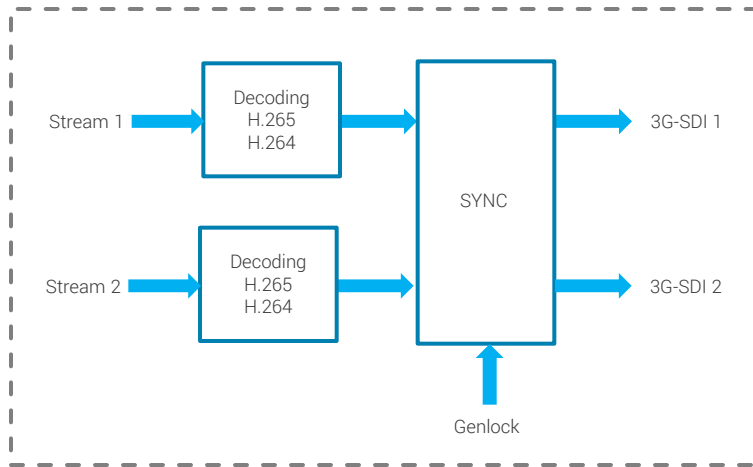 Stream 1
Decoding
H.265
H.264
SYNC
3G-SDI 1
Stream 2
Decoding
H.265
H.264
3G-SDI 2
Genlock